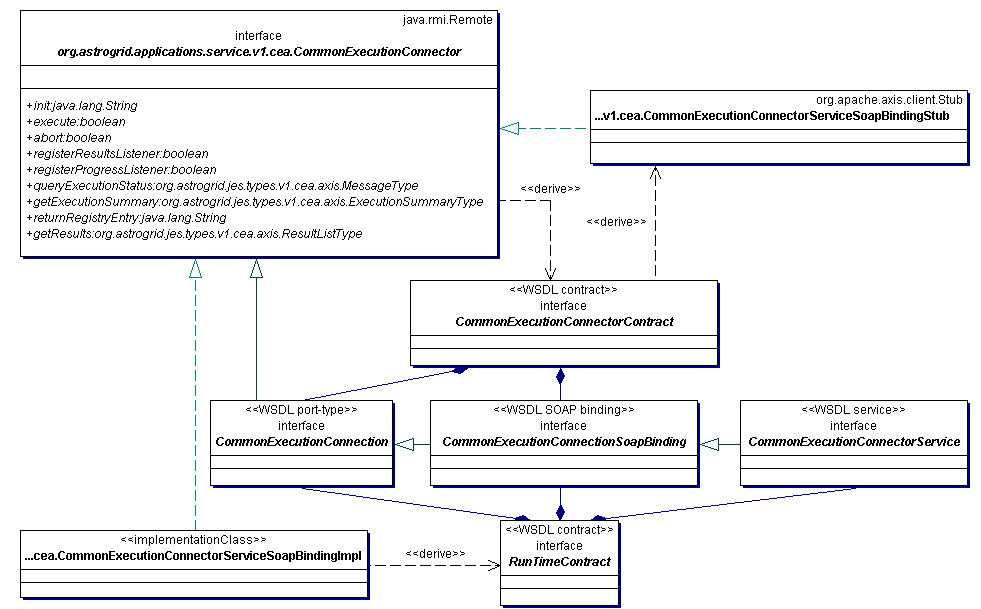 java.rmi.Remote
interface
org.astrogrid.applications.service.v1.cea.CommonExecutionConnector
+init:java.lang.String
+execute:boolean
+abort:boolean
+registerResultsListener:boolean
+registerProgressListener:boolean
+queryExecutionStatus:org.astrogrid.jes.types.v1.cea.axis.MessageType
+getExecutionSummary:org.astrogrid.jes.types.v1.cea.axis.ExecutionSummaryType
+returnRegistryEntry:java.lang.String
+getResults:org.astrogrid.jes.types.v1.cea.axis.ResultListType
org.apache.axis.client.Stub
...v1.cea.CommonExecutionConnectorServiceSoapBindingStub
<<derive>>
<<derive>>
<<WSDL contract>>
interface
CommonExecutionConnectorContract
<<WSDL port-type>>
interface
CommonExecutionConnection
<<WSDL SOAP binding>>
interface
CommonExecutionConnectionSoapBinding
<<WSDL service>>
interface
CommonExecutionConnectorService
<<implementationClass>>
...cea.CommonExecutionConnectorServiceSoapBindingImpl
<<derive>>
<<WSDL contract>>
interface
RunTimeContract